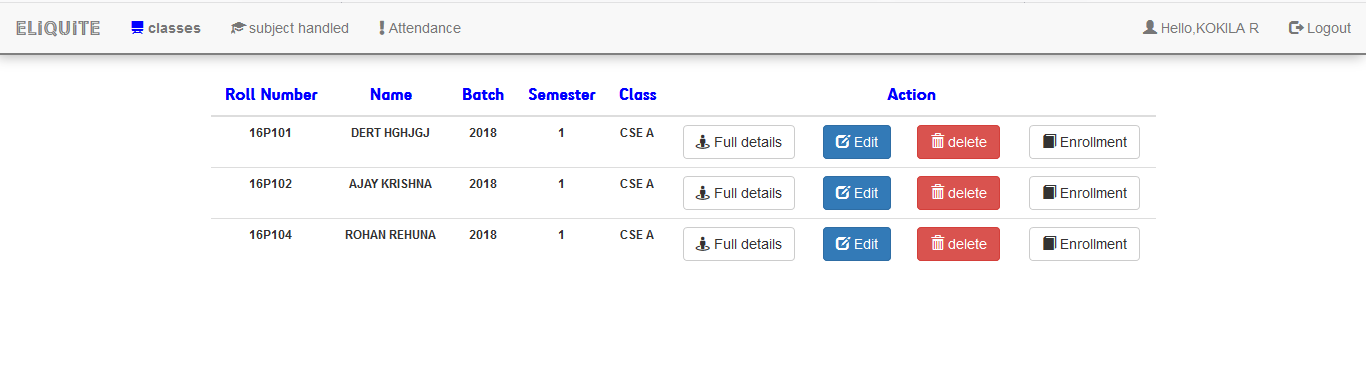 ELiQUiTE classes subject handled Attendance Hello,KOKILA R Logout
Roll Number Name Batch Semester Class Action
16P101 DERT HGHJGJ 2018 1 CSE A Full details Edit delete Enrollment
16P102 AJAY KRISHNA 2018 1 CSE A Full details Edit delete Enrollment
16P104 ROHAN REHUNA 2018 1 CSE A Full details Edit delete Enrollment